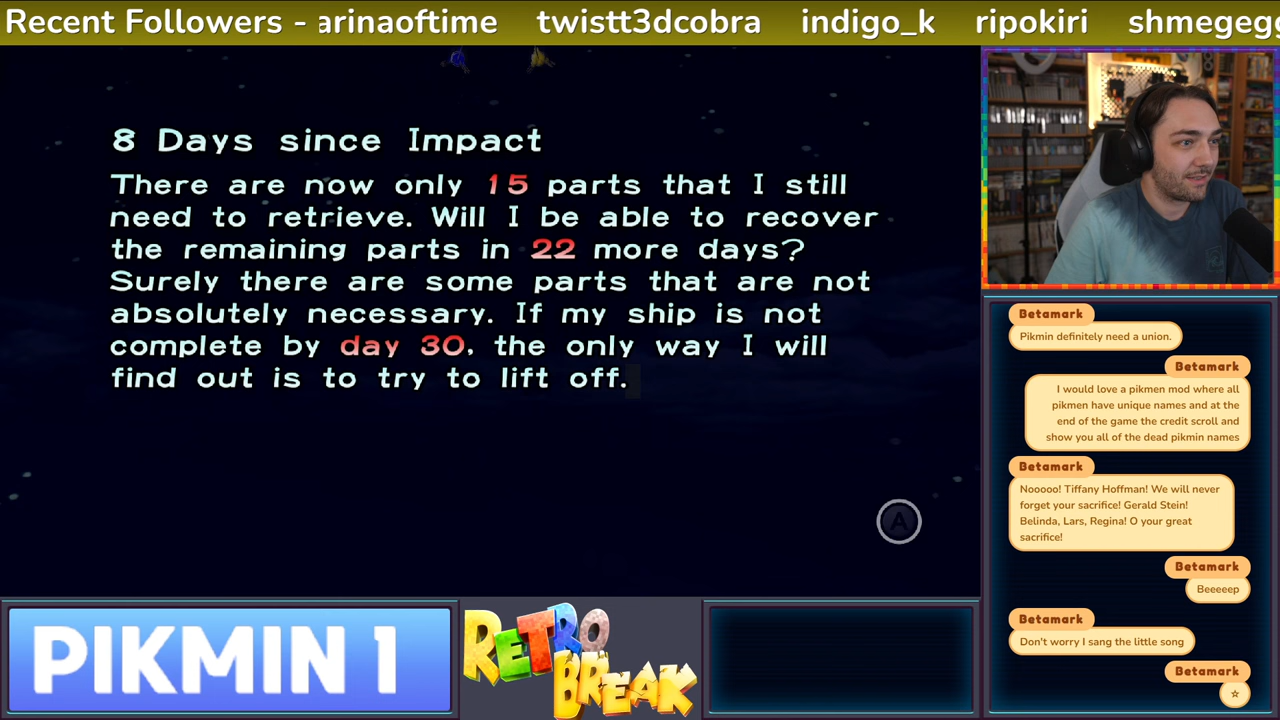 Recent Followers - arinaoftime twistt3dcobra indigo_k ripokiri shmegegg
8 Days since Impact
There are now only 15 parts that I still
need to retrieve. Will I be able to recover
the remaining parts in 22 more days?
Surely there are some parts that are not
absolutely necessary. If my ship is not
complete by day 30, the only way I will
find out is to try to lift off.
A
Betamark
Pikmin definitely need a union.
Betamark
I would love a pikmen mod where all
pikmen have unique names and at the
end of the game the credit scroll and
show you all of the dead pikmin names
Betamark
Nooooo! Tiffany Hoffman! We will never
forget your sacrifice! Gerald Stein!
Belinda, Lars, Regina! O your great
sacrifice!
Betamark
Beeeeep
Betamark
Don't worry I sang the little song
Betamark
☆
PIKMIN 1
RETRO
BREAK